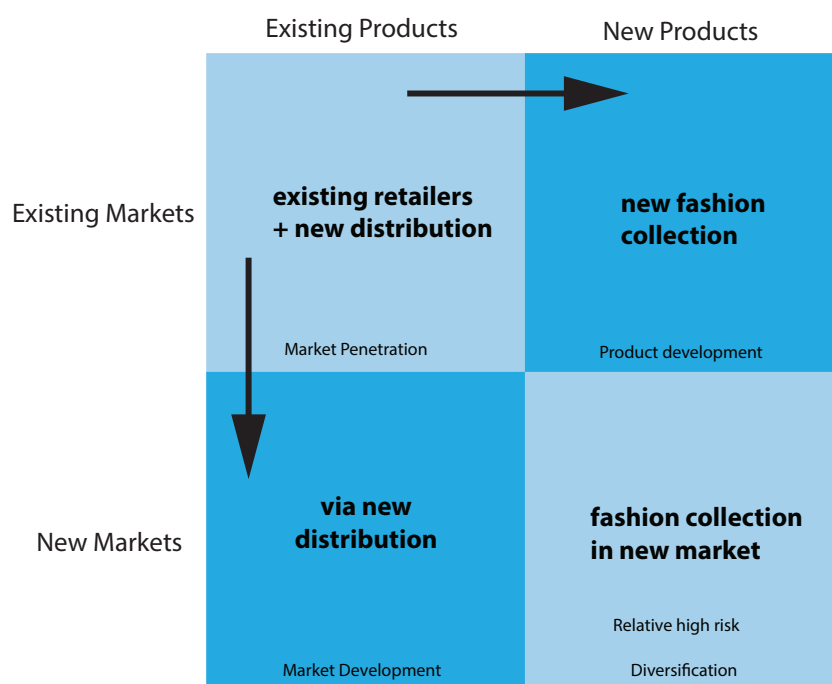 Existing Products
New Products
Existing Markets
existing retailers
+ new distribution
Market Penetration
new fashion
collection
Product development
New Markets
via new
distribution
Market Development
fashion collection
in new market
Relative high risk
Diversification